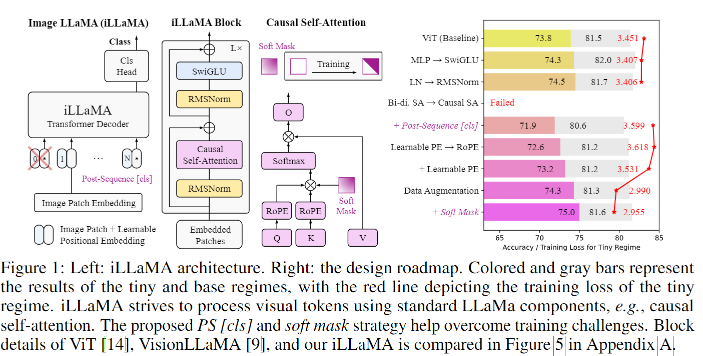 Image LLaMA (iLLaMA)
Class
Cls
Head
iLLaMA
Transformer Decoder
0 *
1
...
N *
Post-Sequence [cls]
Image Patch Embedding
Image Patch + Learnable
Positional Embedding
iLLaMA Block
L×
SwiGLU
RMSNorm
Causal
Self-Attention
RMSNorm
Embedded
Patches
Causal Self-Attention
Soft Mask
Training
O
Softmax
Soft
Mask
RoPE
RoPE
Q
K
V
ViT (Baseline) 73.8 81.5 3.451
MLP → SwiGLU 74.3 82.0 3.407
LN → RMSNorm 74.5 81.7 3.406
Bi-di. SA → Causal SA Failed
+ Post-Sequence [cls] 71.9 80.6 3.599
Learnable PE → RoPE 72.6 81.2 3.618
+ Learnable PE 73.2 81.2 3.531
Data Augmentation 74.3 81.3 2.990
+ Soft Mask 75.0 81.6 2.955
65 70 75 80 85
Accuracy / Training Loss for Tiny Regime
Figure 1: Left: iLLaMA architecture. Right: the design roadmap. Colored and gray bars represent
the results of the tiny and base regimes, with the red line depicting the training loss of the tiny
regime. iLLaMA strives to process visual tokens using standard LLaMa components, e.g., causal
self-attention. The proposed PS [cls] and soft mask strategy help overcome training challenges. Block
details of ViT [14], VisionLLaMA [9], and our iLLaMA is compared in Figure 5 in Appendix A.